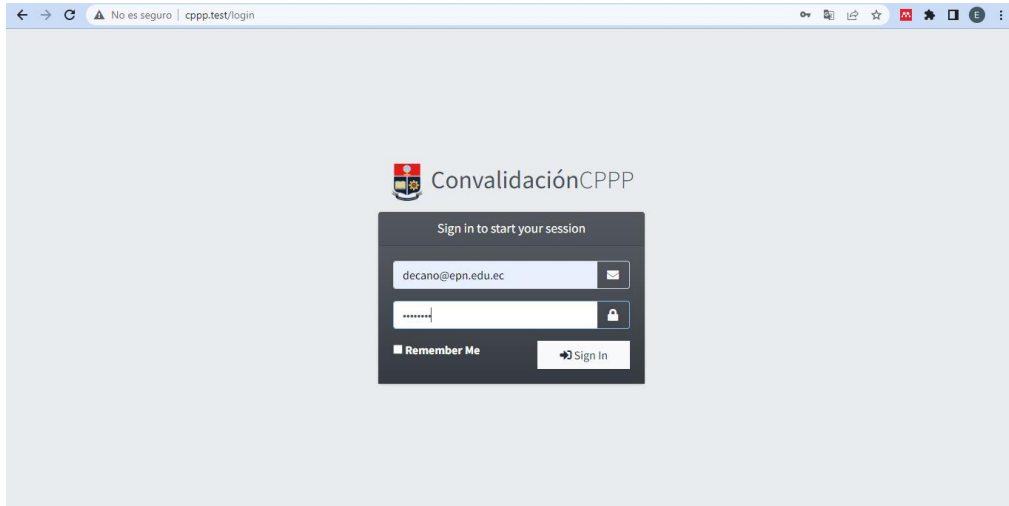 No es seguro | cppp.test/login
E
ConvalidaciónCPPP
Sign in to start your session
decano@epn.edu.ec
••••••••
Remember Me
Sign In